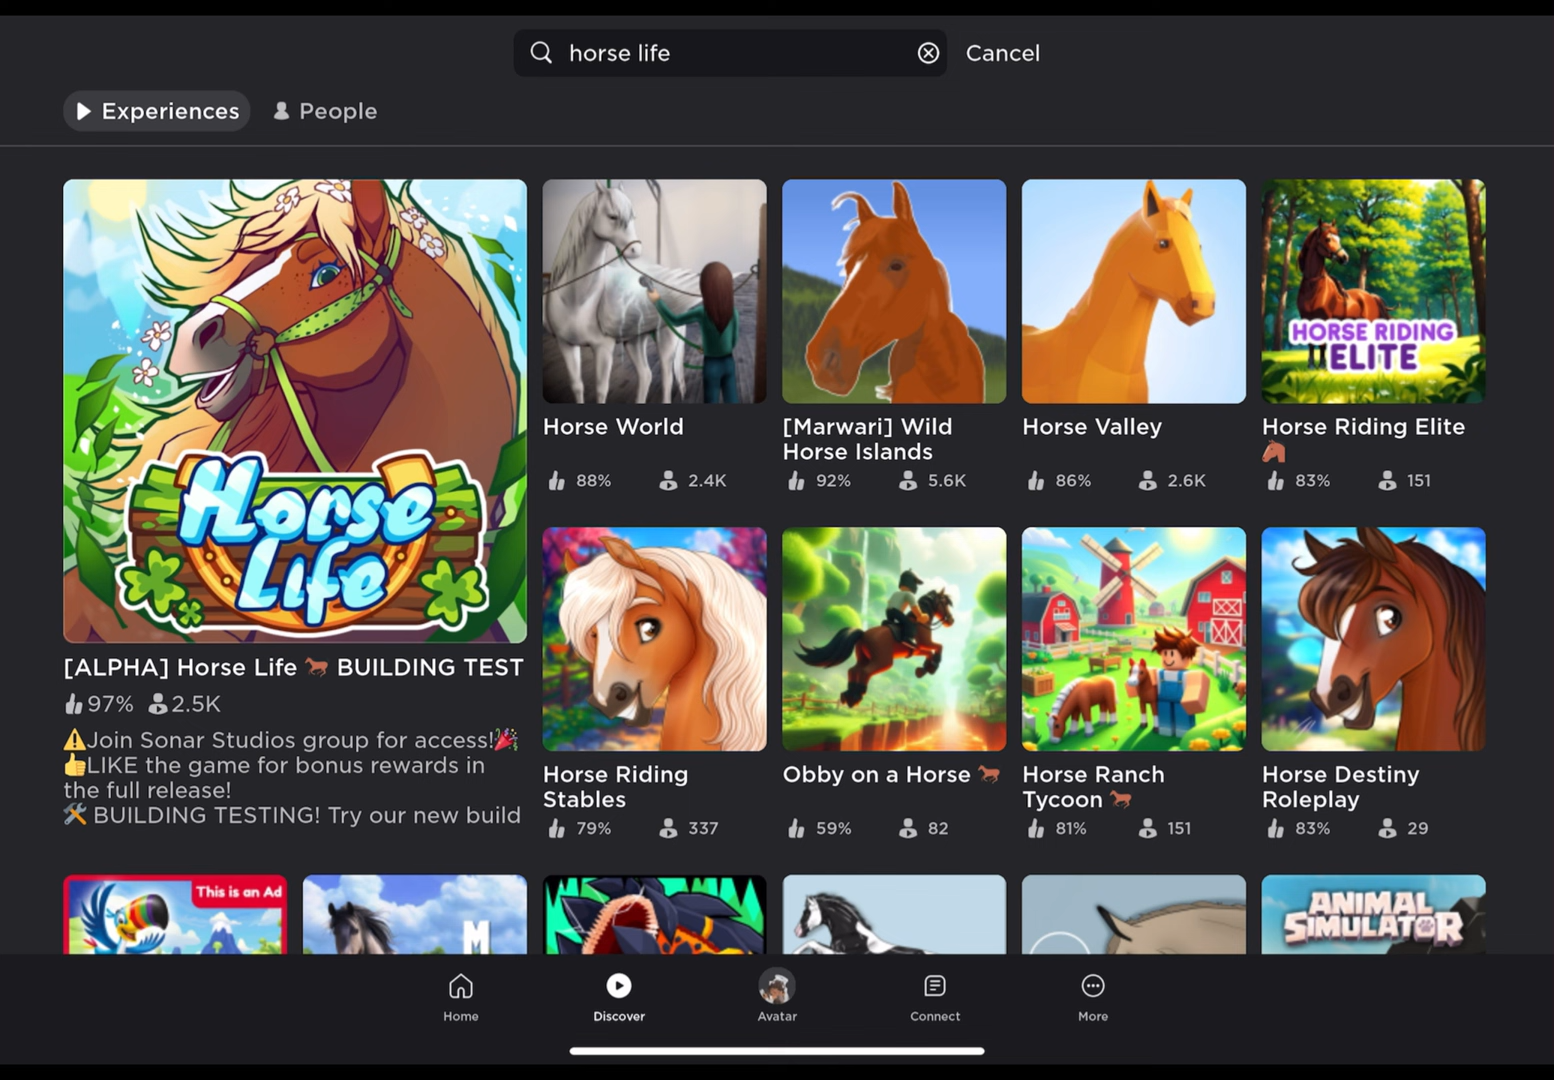 horse life
Cancel
Experiences
People
Horse
Life
[ALPHA] Horse Life 🐎 BUILDING TEST
97% 2.5K
⚠️Join Sonar Studios group for access!🎉
👍LIKE the game for bonus rewards in
the full release!
🛠️ BUILDING TESTING! Try our new build
Horse World
88% 2.4K
[Marwari] Wild
Horse Islands
92% 5.6K
Horse Valley
86% 2.6K
HORSE RIDING
ELITE
Horse Riding Elite
🐴
83% 151
Horse Riding
Stables
79% 337
Obby on a Horse 🐎
59% 82
Horse Ranch
Tycoon 🐎
81% 151
Horse Destiny
Roleplay
83% 29
This is an Ad
M
ANIMAL
SIMULATOR
Home
Discover
Avatar
Connect
More